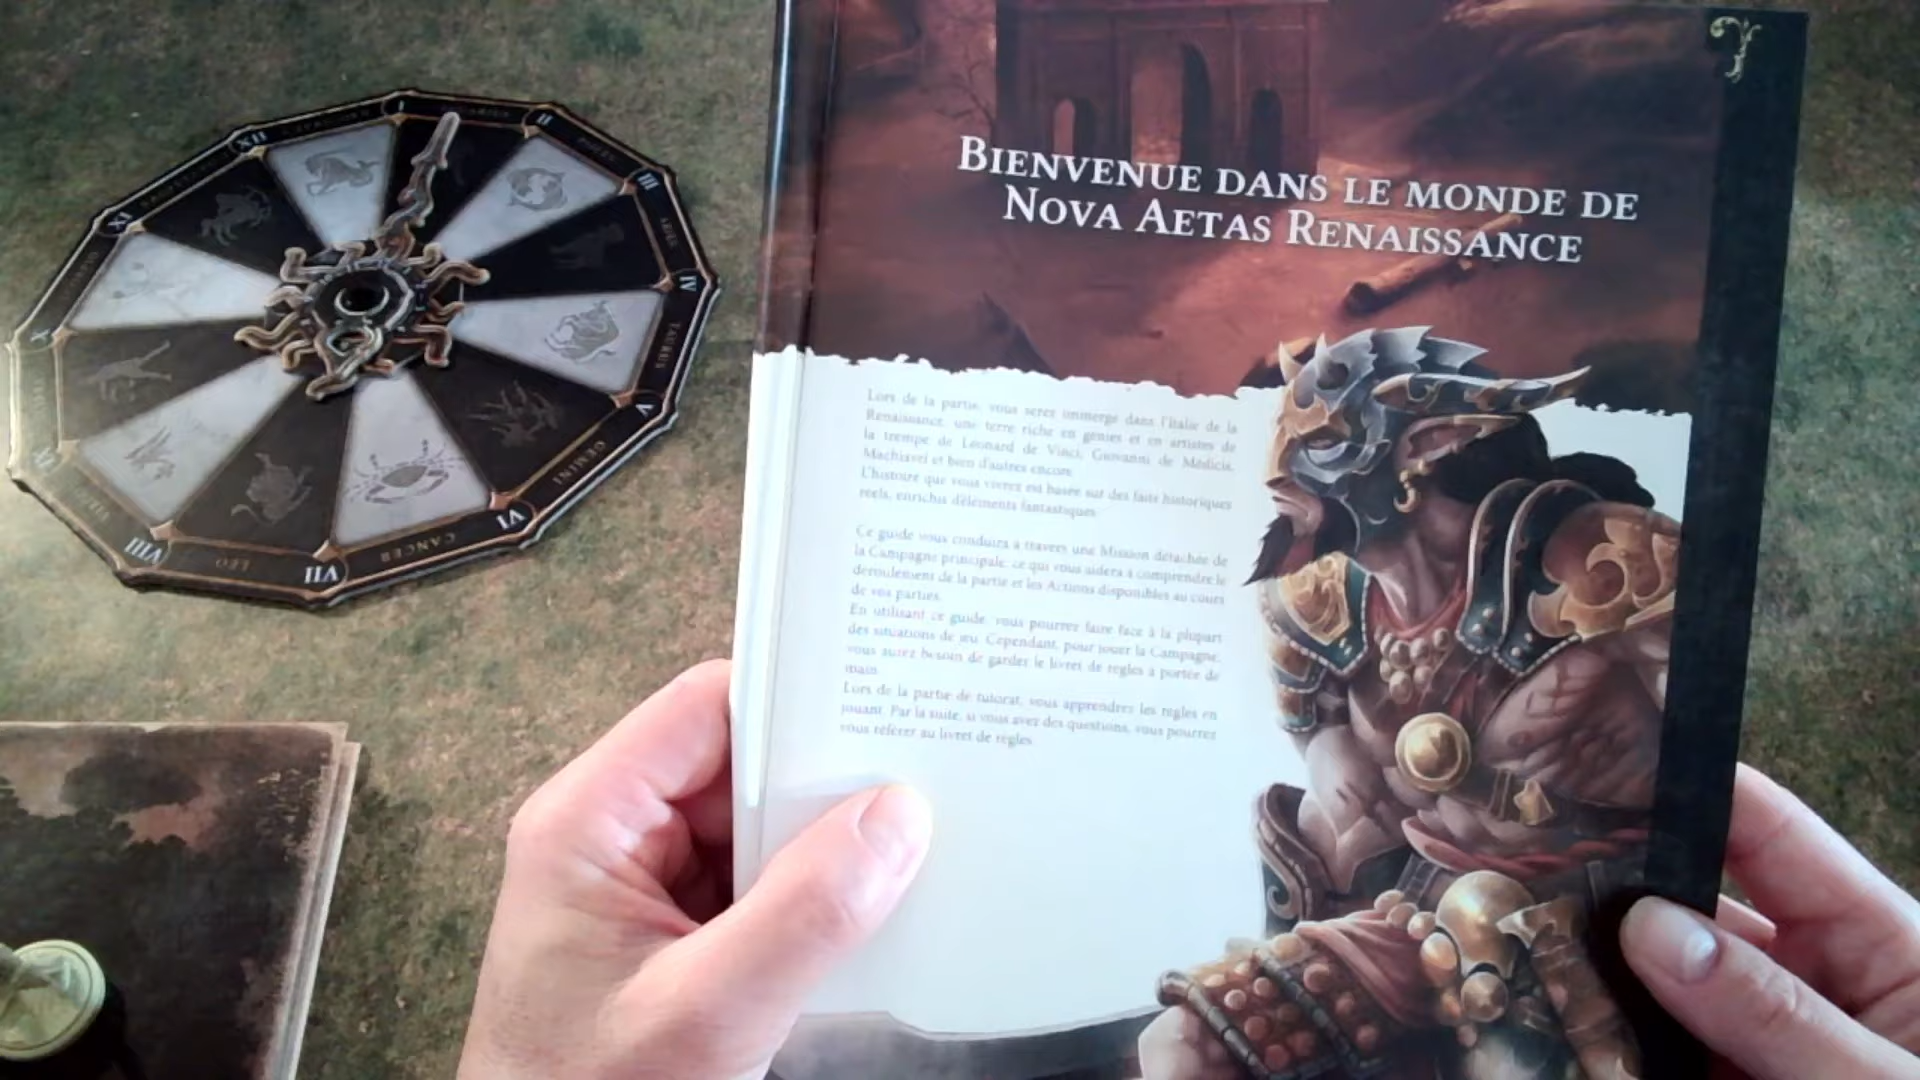 I
II
PISCES
III
ARIES
IV
TAURUS
V
GEMINI
VI
CANCER
VII
LEO
VIII
XI
X
XII
BIENVENUE DANS LE MONDE DE
NOVA AETAS RENAISSANCE
Lors de la partie, vous serez immergé dans l'Italie de la
Renaissance, une terre riche en génies et en artistes de
la trempe de Léonard de Vinci, Giovanni de Médicis,
Machiavel et bien d'autres encore.
L'histoire que vous vivrez est basée sur des faits historiques
réels, enrichis d'éléments fantastiques.
Ce guide vous conduira à travers une Mission détachée de
la Campagne principale, ce qui vous aidera à comprendre le
déroulement de la partie et les Actions disponibles au cours
de vos parties.
En utilisant ce guide, vous pourrez faire face à la plupart
des situations de jeu. Cependant, pour jouer la Campagne,
vous aurez besoin de garder le livret de règles à portée de
main.
Lors de la partie de tutorat, vous apprendrez les règles en
jouant. Par la suite, si vous avez des questions, vous pourrez
vous référer au livret de règles.